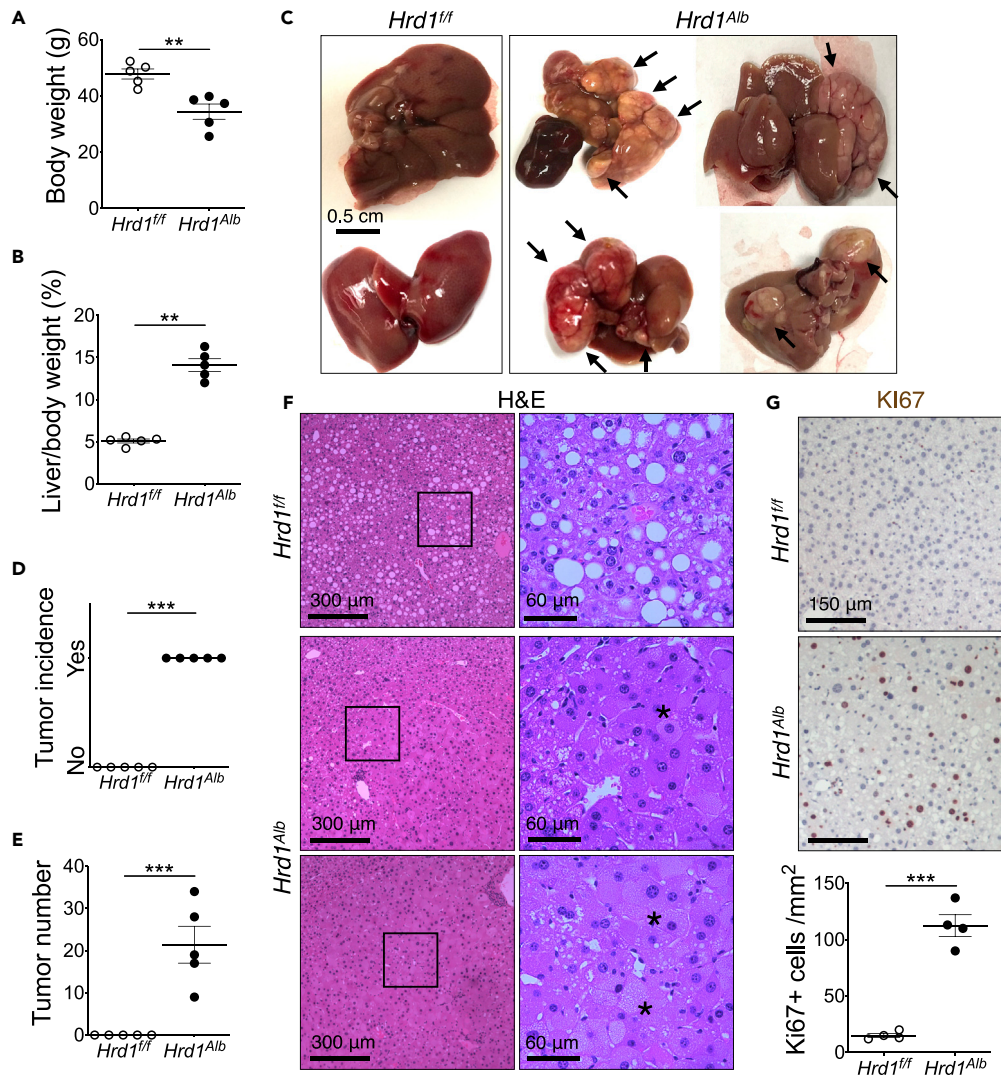 A
Body weight (g)
60
40
20
0
**
Hrd1f/f
Hrd1Alb
B
Liver/body weight (%)
20
15
10
5
0
**
Hrd1f/f
Hrd1Alb
C
Hrd1f/f
Hrd1Alb
0.5 cm
D
Tumor incidence
Yes
No
***
Hrd1f/f
Hrd1Alb
E
Tumor number
40
30
20
10
0
***
Hrd1f/f
Hrd1Alb
F
H&E
Hrd1f/f
300 µm
60 µm
Hrd1Alb
300 µm
60 µm
*
300 µm
60 µm
*
*
G
KI67
Hrd1f/f
150 µm
Hrd1Alb
Ki67+ cells /mm2
150
100
50
0
***
Hrd1f/f
Hrd1Alb